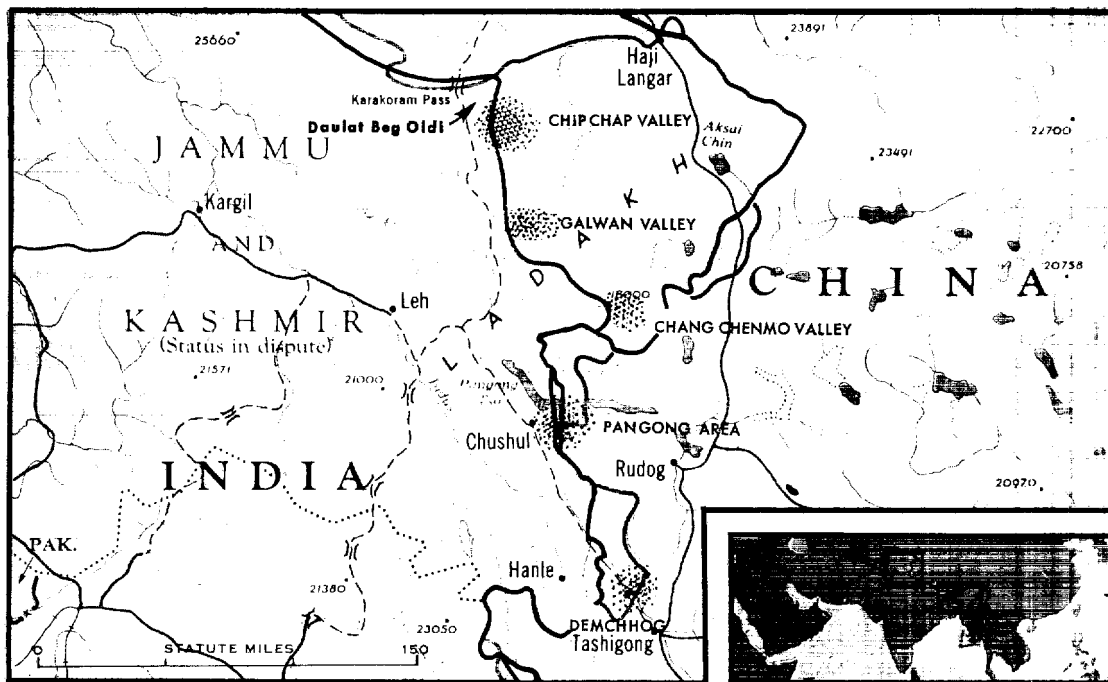 25660
23891
Haji
Langar
Karakoram Pass
Daulat Beg Oldi
CHIP CHAP VALLEY
Aksai
Chin
22700
23491
JAMMU
Kargil
AND
KASHMIR
(Status in dispute)
LADAKH
GALWAN VALLEY
Leh
CHINA
20758
CHANG CHENMO VALLEY
21571
21000
Pangong
Chushul
PANGONG AREA
INDIA
Rudog
20970
PAK.
Hanle
21380
23050
DEMCHHOG
Tashigong
0 STATUTE MILES 150